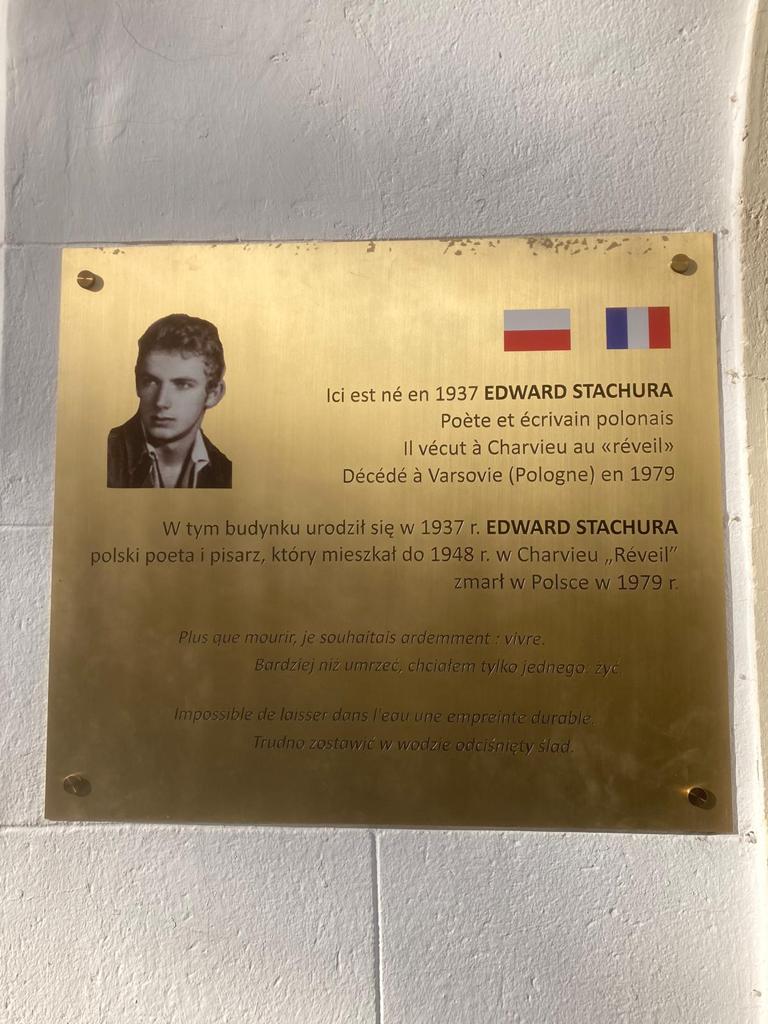 Ici est né en 1937 EDWARD STACHURA
Poète et écrivain polonais
Il vécut à Charvieu au «réveil»
Décédé à Varsovie (Pologne) en 1979
W tym budynku urodził się w 1937 r. EDWARD STACHURA
polski poeta i pisarz, który mieszkał do 1948 r. w Charvieu „Réveil”
zmarł w Polsce w 1979 r.
Plus que mourir, je souhaitais ardemment : vivre.
Bardziej niż umrzeć, chciałem tylko jednego: żyć.
Impossible de laisser dans l'eau une empreinte durable.
Trudno zostawić w wodzie odciśnięty ślad.